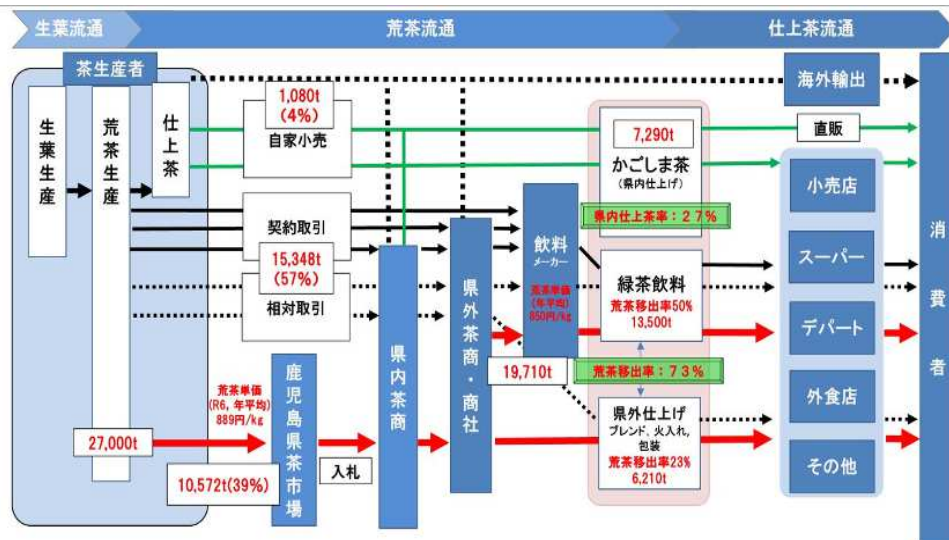 生葉流通
荒茶流通
仕上茶流通
茶生産者
生葉生産
荒茶生産
仕上茶
1,080t
(4%)
自家小売
契約取引
15,348t
(57%)
相対取引
27,000t
荒茶単価
(R6, 年平均)
889円/kg
10,572t(39%)
鹿児島県茶市場
入札
県内茶商
県外茶商・商社
飲料
メーカー
荒茶単価
(年平均)
850円/kg
19,710t
7,290t
かごしま茶
(県内仕上げ)
県内仕上茶率:27%
緑茶飲料
荒茶移出率50%
13,500t
荒茶移出率:73%
県外仕上げ
ブレンド、火入れ,
包装
荒茶移出率23%
6,210t
海外輸出
直販
小売店
スーパー
デパート
外食店
その他
消費者